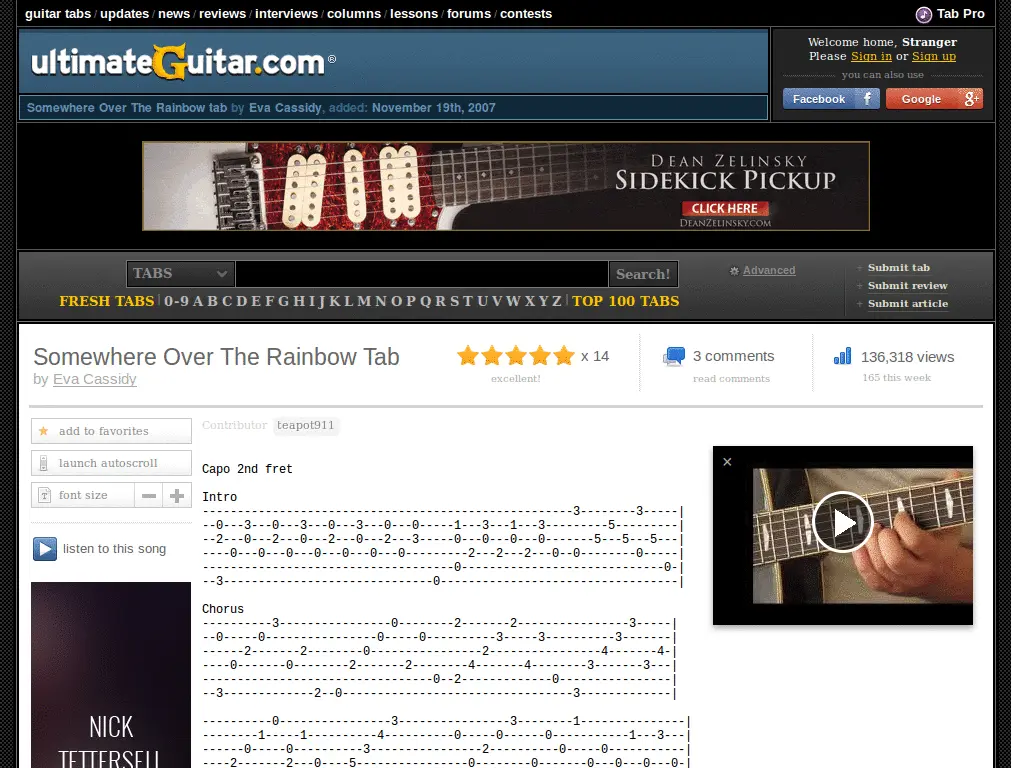 guitar tabs / updates / news / reviews / interviews / columns / lessons / forums / contests
Tab Pro
ultimateGuitar.com®
Welcome home, Stranger
Please Sign in or Sign up
you can also use
Facebook f
Google g+
Somewhere Over The Rainbow tab by Eva Cassidy, added: November 19th, 2007
DEAN ZELINSKY
SIDEKICK PICKUP
CLICK HERE
DEANZELINSKY.COM
TABS
Search!
Advanced
FRESH TABS | 0-9 A B C D E F G H I J K L M N O P Q R S T U V W X Y Z | TOP 100 TABS
+ Submit tab
+ Submit review
+ Submit article
Somewhere Over The Rainbow Tab
by Eva Cassidy
x 14
excellent!
3 comments
read comments
136,318 views
165 this week
add to favorites
launch autoscroll
font size
listen to this song
NICK
TETTERSELL
Contributor teapot911
Capo 2nd fret
Intro
-----------------------------------------------------3--------3-----|
--0---3---0---3---0---3---0---0-----1---3---1---3---------5---------|
--2---0---2---0---2---0---2---3-----0---0---0---0-------5---5---5---|
----0---0---0---0---0---0---0---------2---2---2---0---0--------0----|
------------------------------------0-----------------------------0-|
--3------------------------------0----------------------------------|
Chorus
----------3----------------0--------2-------2----------------3-----|
--0-----0----------------0-----0----------3-----3----------3-------|
------2-------2--------0----------------2----------------4-------4-|
----0-------0--------2-------2--------4-------4--------3-------3---|
---------------------------------0--2-------------0----------------|
--3-------------2--0---------------------------------3-------------|
----------0----------------3----------------3--------1---------------|
--------1-----1----------4----------0-----0------0-----------1---3---|
------0-----0----------3----------------2----------0-----0-----------|
----2-------2---0----5----------------0--------0-------0---0---0---0-|